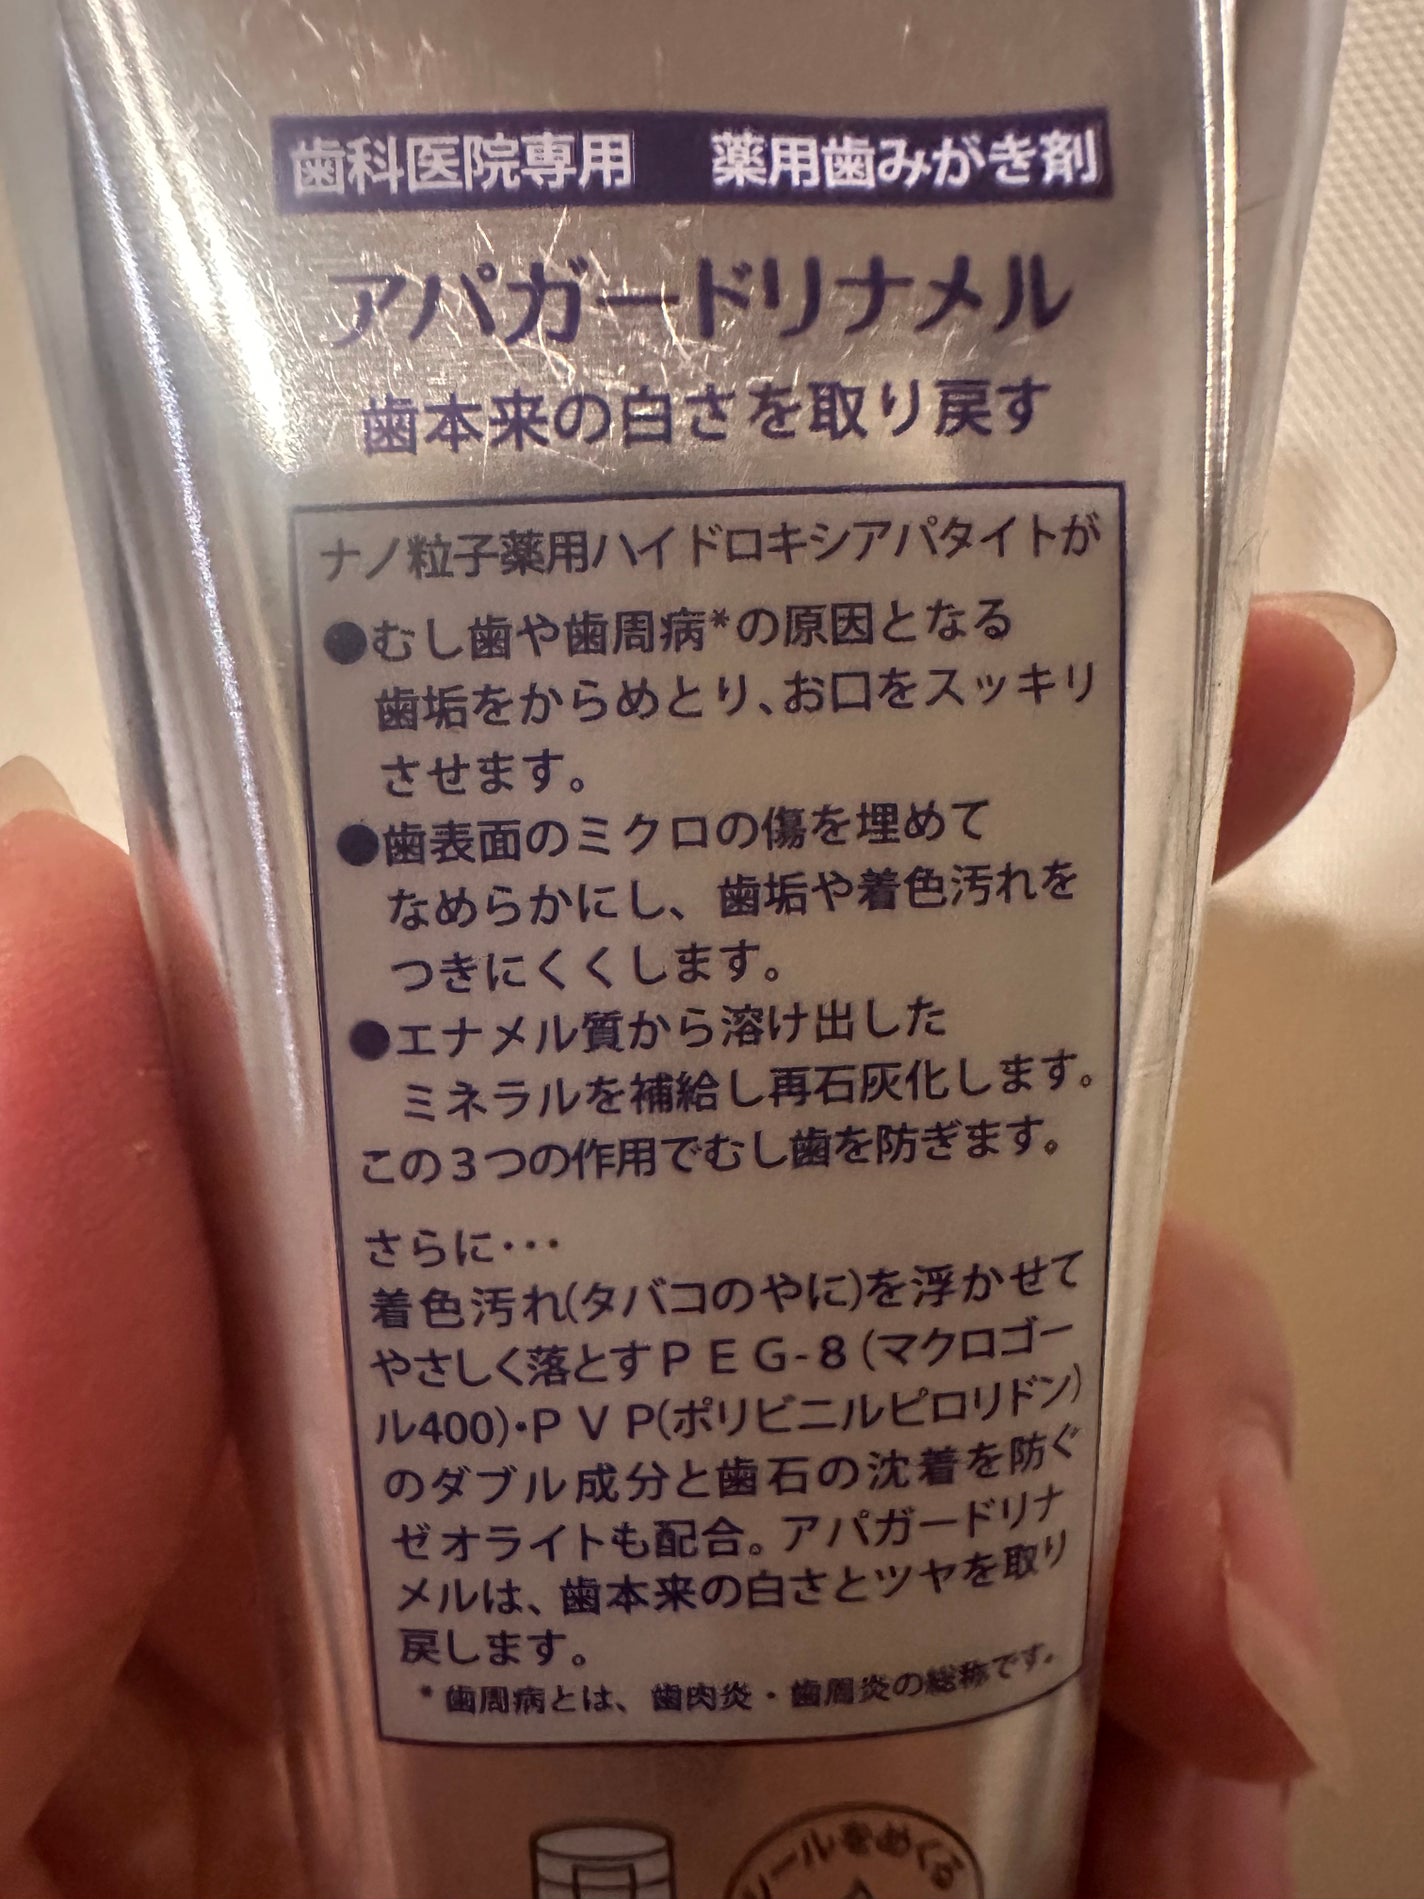 歯科医院専用　薬用歯みがき剤
アパガードリナメル
歯本来の白さを取り戻す
ナノ粒子薬用ハイドロキシアパタイトが
●むし歯や歯周病*の原因となる
歯垢をからめとり、お口をスッキリ
させます。
●歯表面のミクロの傷を埋めて
なめらかにし、歯垢や着色汚れを
つきにくくします。
●エナメル質から溶け出した
ミネラルを補給し再石灰化します。
この3つの作用でむし歯を防ぎます。
さらに･･･
着色汚れ(タバコのやに)を浮かせて
やさしく落とすＰＥＧ-8(マクロゴー
ル400)・ＰＶＰ(ポリビニルピロリドン)
のダブル成分と歯石の沈着を防ぐ
ゼオライトも配合。アパガードリナ
メルは、歯本来の白さとツヤを取り
戻します。
*歯周病とは、歯肉炎・歯周炎の総称です。
ールをめくる